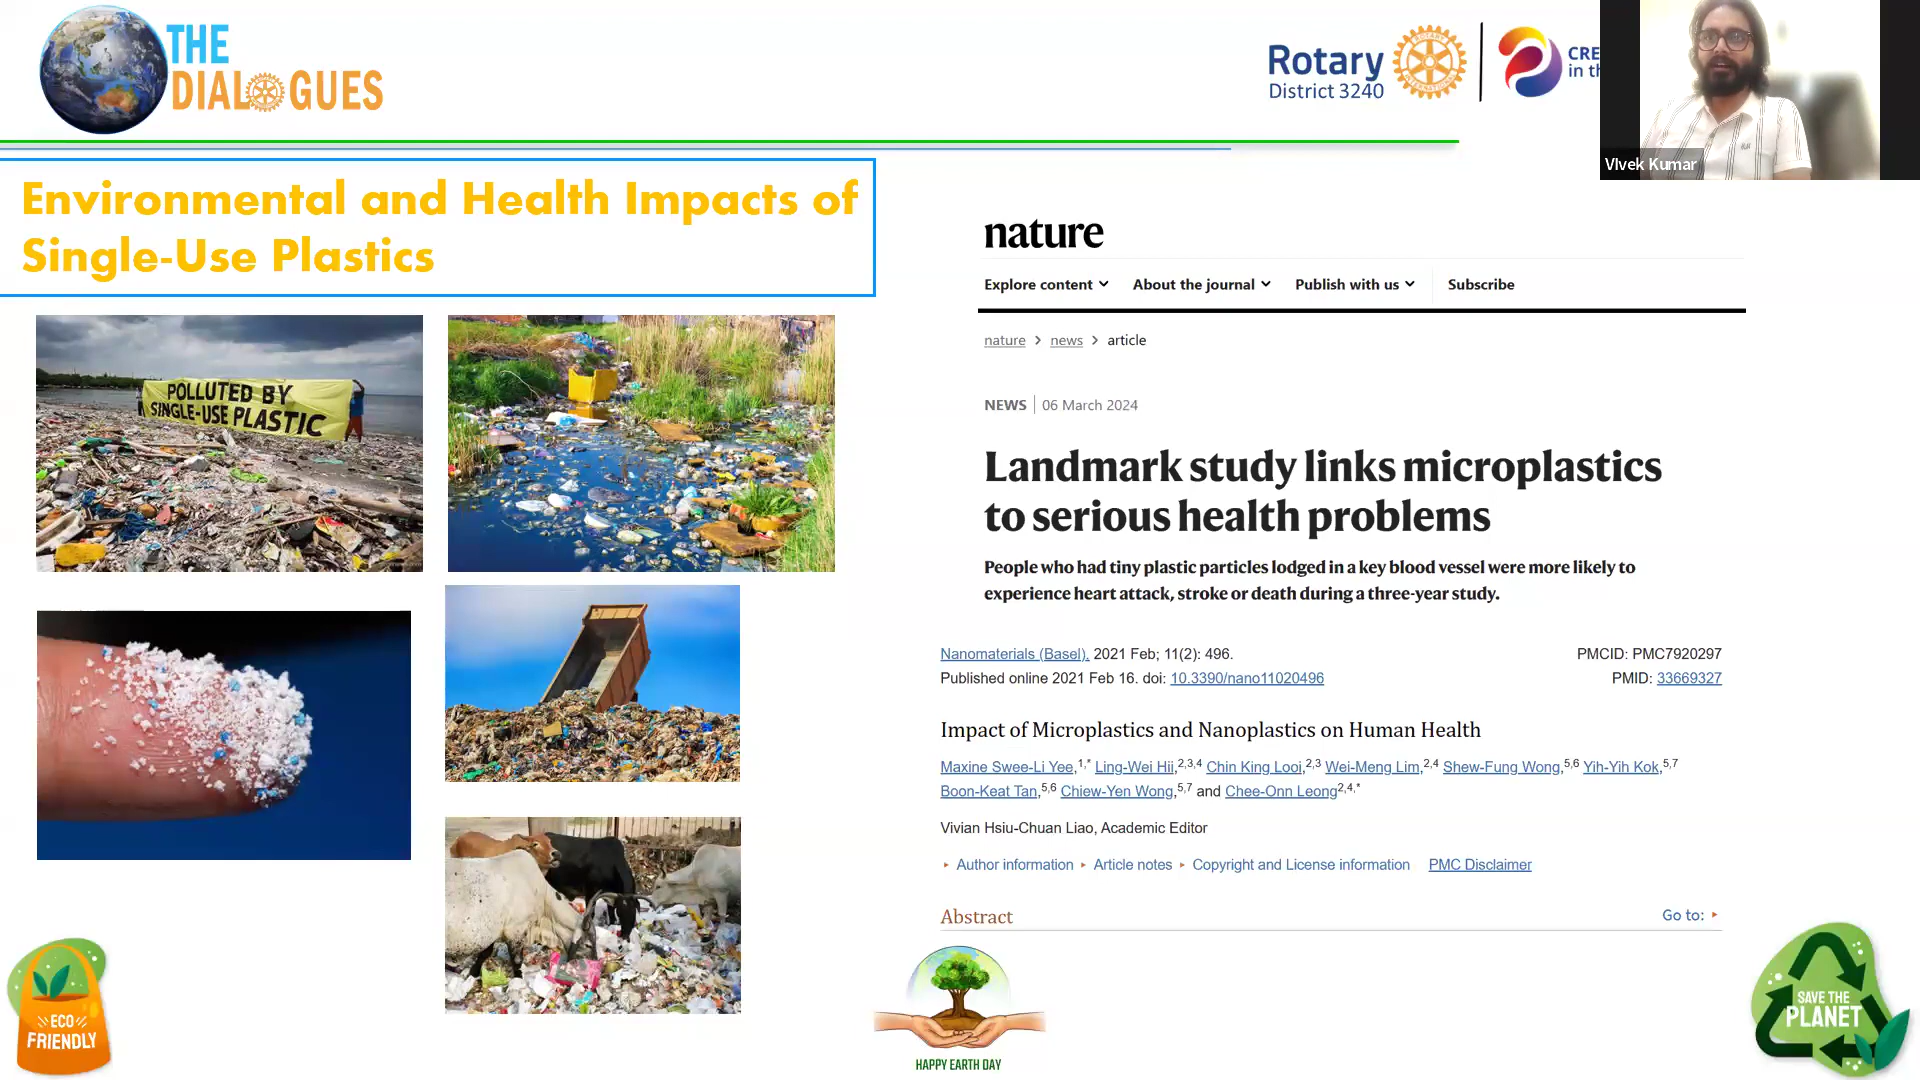 THE
DIALOGUES
Rotary
District 3240
CRE
in th
VIvek Kumar
Environmental and Health Impacts of
Single-Use Plastics
POLLUTED BY
SINGLE-USE PLASTIC
nature
Explore content About the journal Publish with us Subscribe
nature > news > article
NEWS | 06 March 2024
Landmark study links microplastics
to serious health problems
People who had tiny plastic particles lodged in a key blood vessel were more likely to
experience heart attack, stroke or death during a three-year study.
Nanomaterials (Basel). 2021 Feb; 11(2): 496. PMCID: PMC7920297
Published online 2021 Feb 16. doi: 10.3390/nano11020496 PMID: 33669327
Impact of Microplastics and Nanoplastics on Human Health
Maxine Swee-Li Yee,1,* Ling-Wei Hii,2,3,4 Chin King Looi,2,3 Wei-Meng Lim,2,4 Shew-Fung Wong,5,6 Yih-Yih Kok,5,7
Boon-Keat Tan,5,6 Chiew-Yen Wong,5,7 and Chee-Onn Leong2,4,*
Vivian Hsiu-Chuan Liao, Academic Editor
Author information Article notes Copyright and License information PMC Disclaimer
Abstract Go to:
ECO
FRIENDLY
HAPPY EARTH DAY
SAVE THE
PLANET